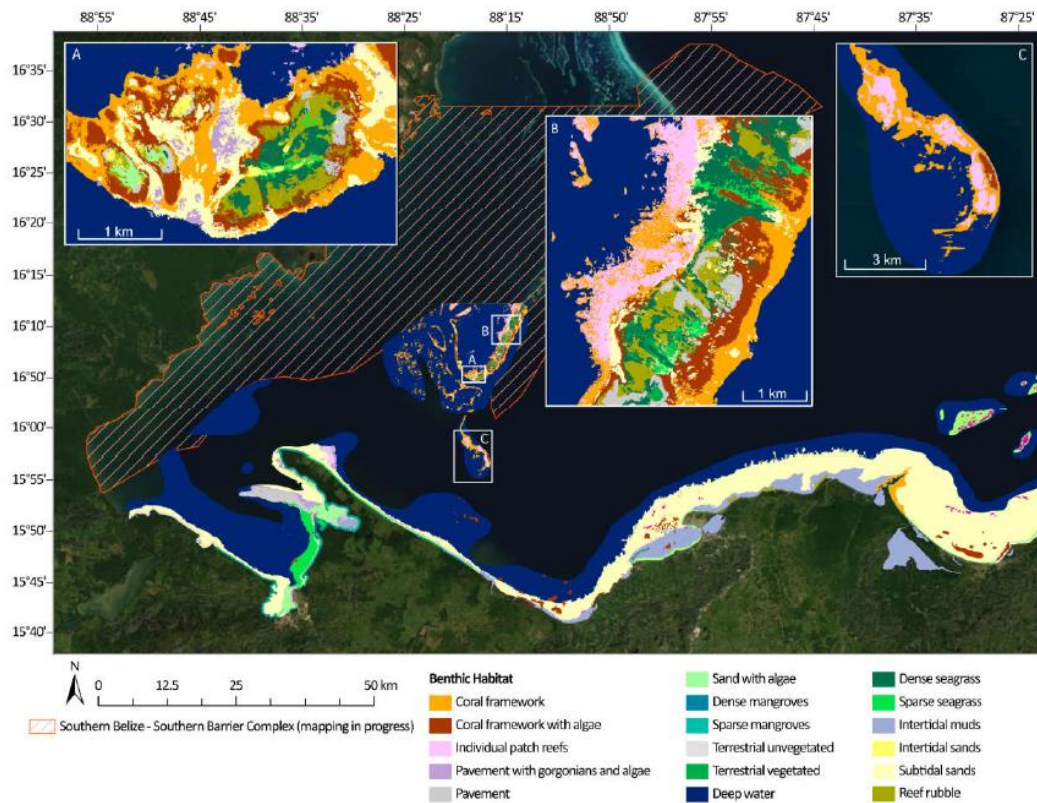 88°55' 88°45' 88°35' 88°25' 88°15' 88°50' 87°55' 87°45' 87°35' 87°25'
16°35'
16°30'
16°25'
16°20'
16°15'
16°10'
16°50'
16°00'
15°55'
15°50'
15°45'
15°40'
A
1 km
B
1 km
C
3 km
B
A
C
N
0 12.5 25 50 km
Southern Belize - Southern Barrier Complex (mapping in progress)
Benthic Habitat
Coral framework
Coral framework with algae
Individual patch reefs
Pavement with gorgonians and algae
Pavement
Sand with algae
Dense mangroves
Sparse mangroves
Terrestrial unvegetated
Terrestrial vegetated
Deep water
Dense seagrass
Sparse seagrass
Intertidal muds
Intertidal sands
Subtidal sands
Reef rubble